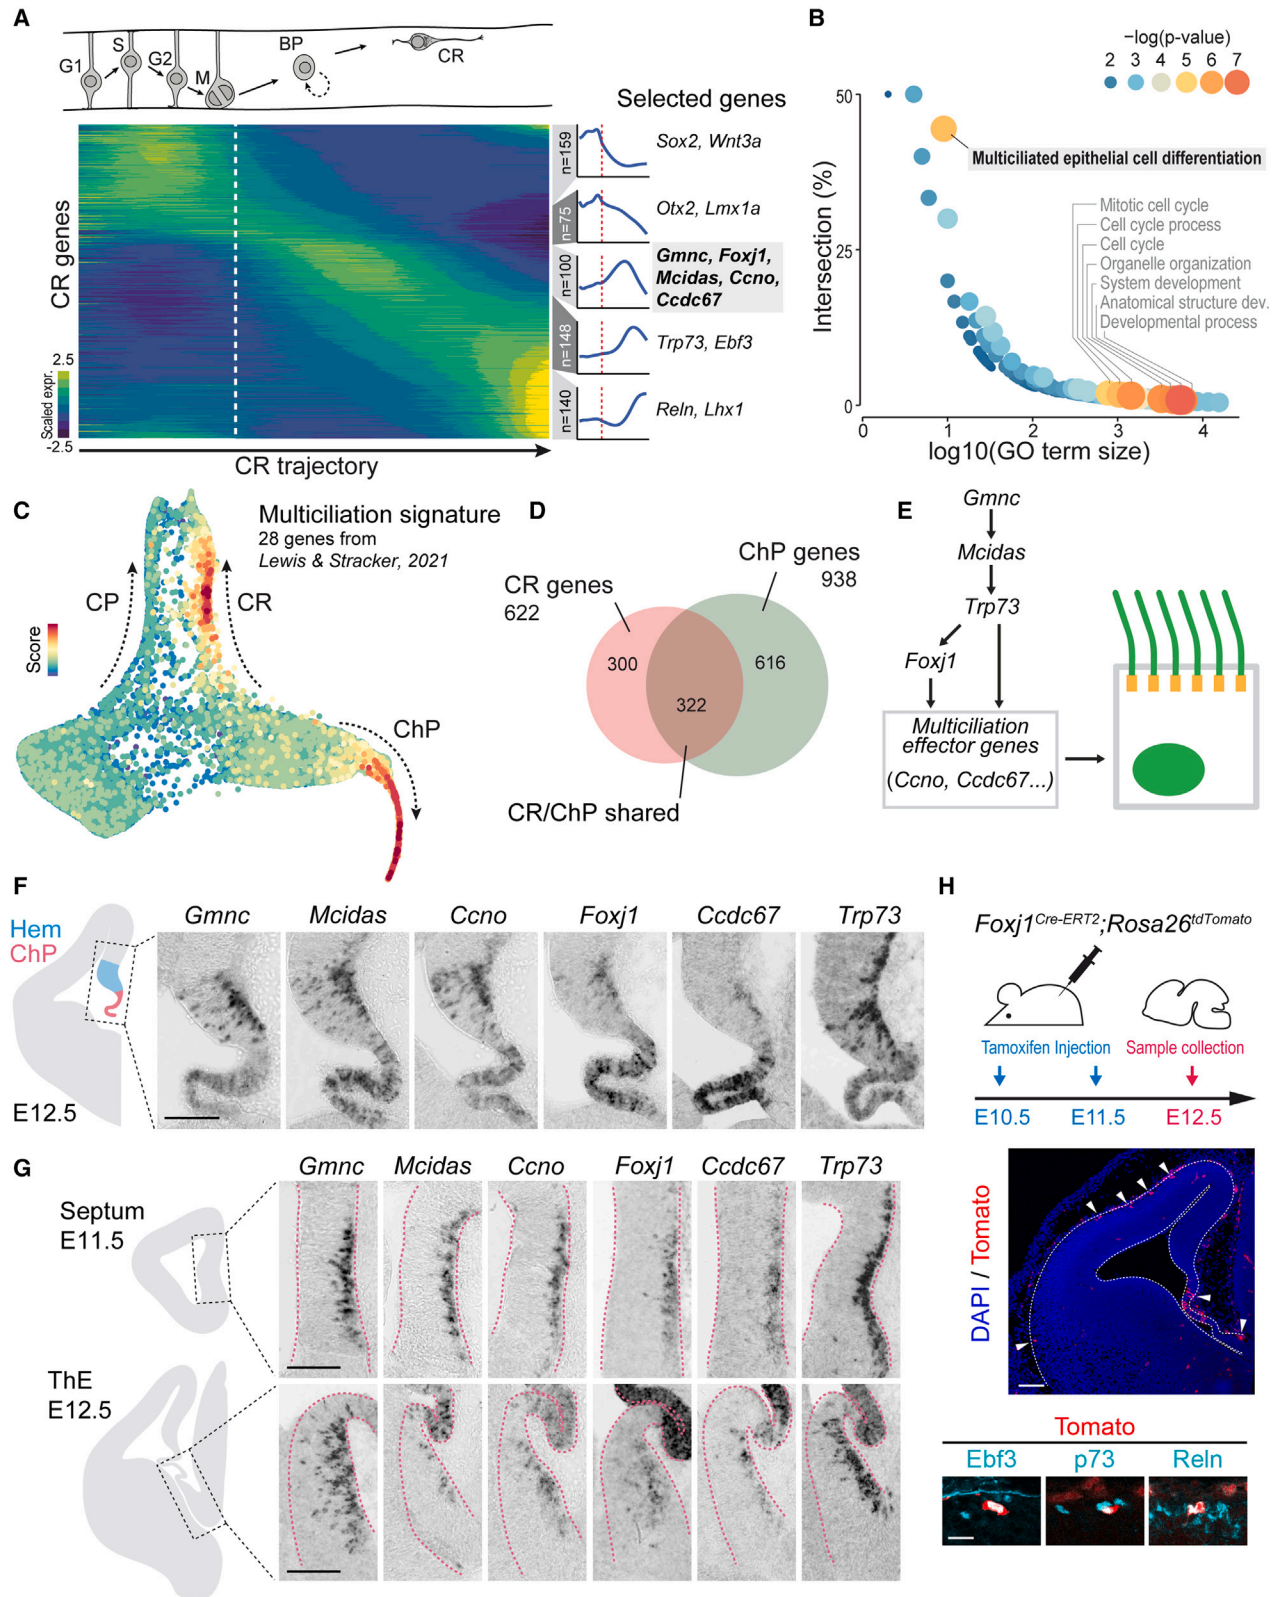 A
G1
S
G2
M
BP
CR
Selected genes
CR genes
2.5
Scaled expr.
-2.5
CR trajectory
n=159
Sox2, Wnt3a
n=75
Otx2, Lmx1a
n=100
Gmnc, Foxj1,
Mcidas, Ccno,
Ccdc67
n=148
Trp73, Ebf3
n=140
Reln, Lhx1
B
−log(p-value)
2 3 4 5 6 7
Intersection (%)
50
25
0
Multiciliated epithelial cell differentiation
Mitotic cell cycle
Cell cycle process
Cell cycle
Organelle organization
System development
Anatomical structure dev.
Developmental process
0 1 2 3 4
log10(GO term size)
C
Multiciliation signature
28 genes from
Lewis & Stracker, 2021
CP
CR
Score
ChP
D
ChP genes
938
CR genes
622
300
616
322
CR/ChP shared
E
Gmnc
Mcidas
Trp73
Foxj1
Multiciliation
effector genes
(Ccno, Ccdc67...)
F
Hem
ChP
E12.5
Gmnc
Mcidas
Ccno
Foxj1
Ccdc67
Trp73
G
Septum
E11.5
ThE
E12.5
Gmnc
Mcidas
Ccno
Foxj1
Ccdc67
Trp73
H
Foxj1Cre-ERT2;Rosa26tdTomato
Tamoxifen Injection
Sample collection
E10.5
E11.5
E12.5
DAPI / Tomato
Tomato
Ebf3
p73
Reln